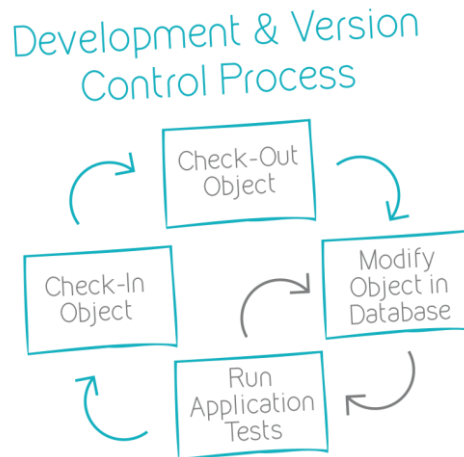 Development & Version
Control Process
Check-Out
Object
Modify
Object in
Database
Check-In
Object
Run
Application
Tests